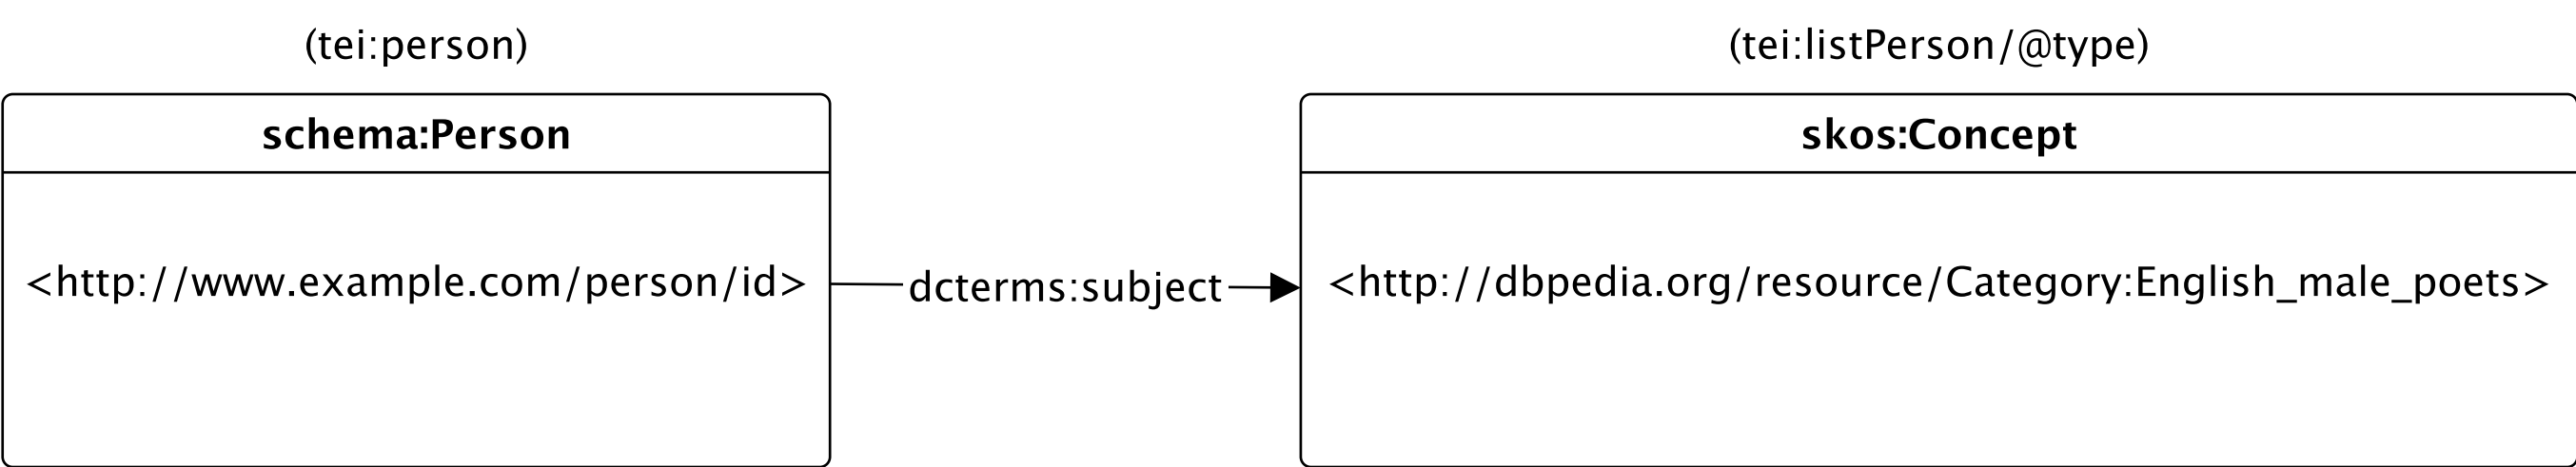 (tei:person)
(tei:listPerson/@type)
schema:Person
skos:Concept
<http://www.example.com/person/id>
dcterms:subject
<http://dbpedia.org/resource/Category:English_male_poets>